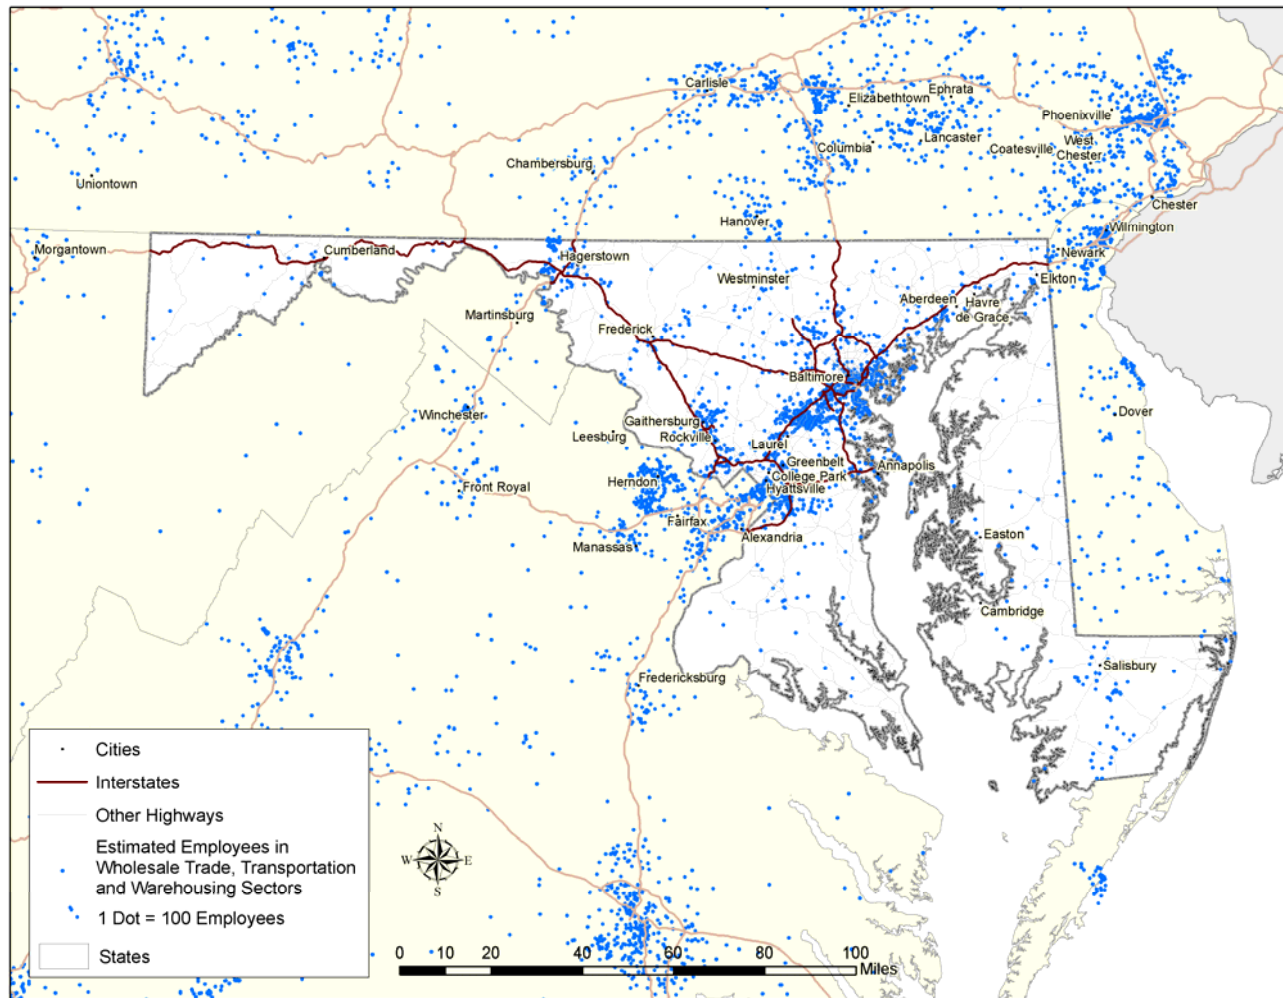 Carlisle
Elizabethtown
Ephrata
Phoenixville
Columbia
Lancaster
Coatesville
West
Chester
Chambersburg
Uniontown
Chester
Hanover
Wilmington
Morgantown
Cumberland
Hagerstown
Newark
Westminster
Elkton
Aberdeen
Havre
de Grace
Martinsburg
Frederick
Baltimore
Winchester
Dover
Gaithersburg
Leesburg
Rockville
Laurel
Greenbelt
Annapolis
College Park
Herndon
Hyattsville
Front Royal
Fairfax
Alexandria
Easton
Manassas
Cambridge
Salisbury
Fredericksburg
Cities
Interstates
Other Highways
Estimated Employees in
Wholesale Trade, Transportation
and Warehousing Sectors
1 Dot = 100 Employees
States
N
W E
S
0 20 40 60 80 100
Miles